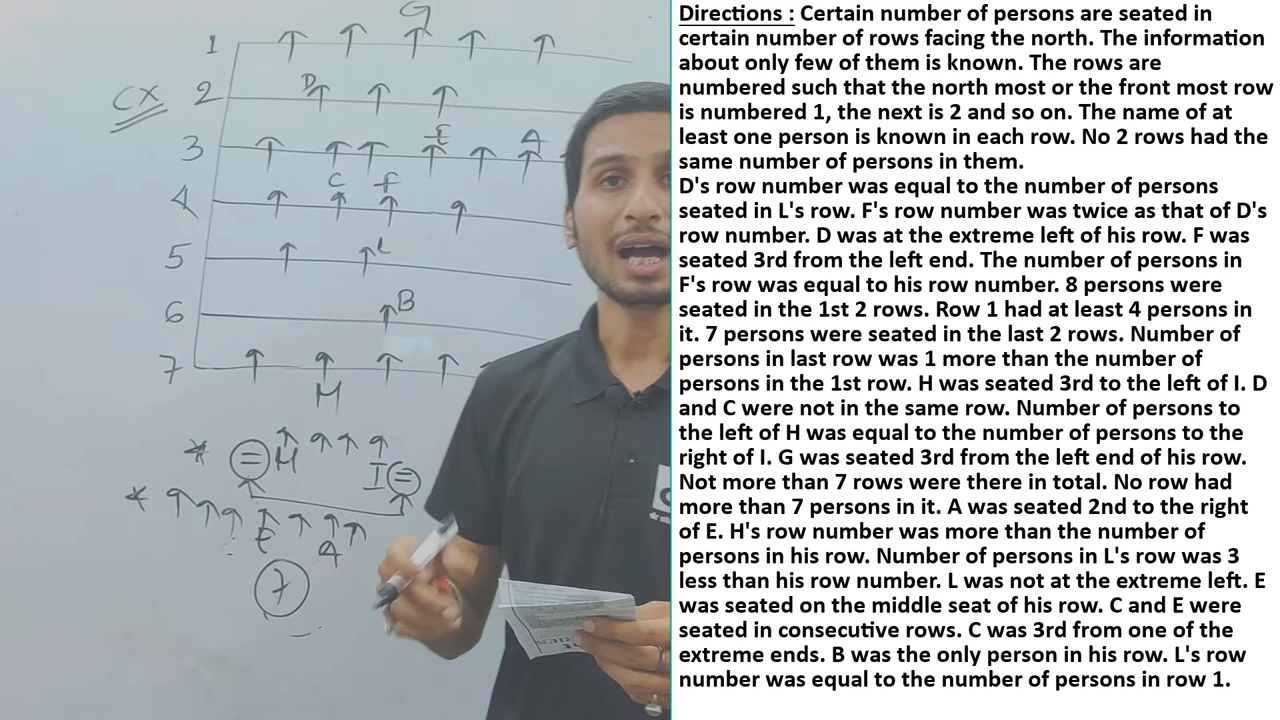 Directions : Certain number of persons are seated in
certain number of rows facing the north. The information
about only few of them is known. The rows are
numbered such that the north most or the front most row
is numbered 1, the next is 2 and so on. The name of at
least one person is known in each row. No 2 rows had the
same number of persons in them.
D's row number was equal to the number of persons
seated in L's row. F's row number was twice as that of D's
row number. D was at the extreme left of his row. F was
seated 3rd from the left end. The number of persons in
F's row was equal to his row number. 8 persons were
seated in the 1st 2 rows. Row 1 had at least 4 persons in
it. 7 persons were seated in the last 2 rows. Number of
persons in last row was 1 more than the number of
persons in the 1st row. H was seated 3rd to the left of I. D
and C were not in the same row. Number of persons to
the left of H was equal to the number of persons to the
right of I. G was seated 3rd from the left end of his row.
Not more than 7 rows were there in total. No row had
more than 7 persons in it. A was seated 2nd to the right
of E. H's row number was more than the number of
persons in his row. Number of persons in L's row was 3
less than his row number. L was not at the extreme left. E
was seated on the middle seat of his row. C and E were
seated in consecutive rows. C was 3rd from one of the
extreme ends. B was the only person in his row. L's row
number was equal to the number of persons in row 1.
G
1
D
CX 2
E A
3
C F
4
L
5
B
6
7
H
H
I
E
A
7